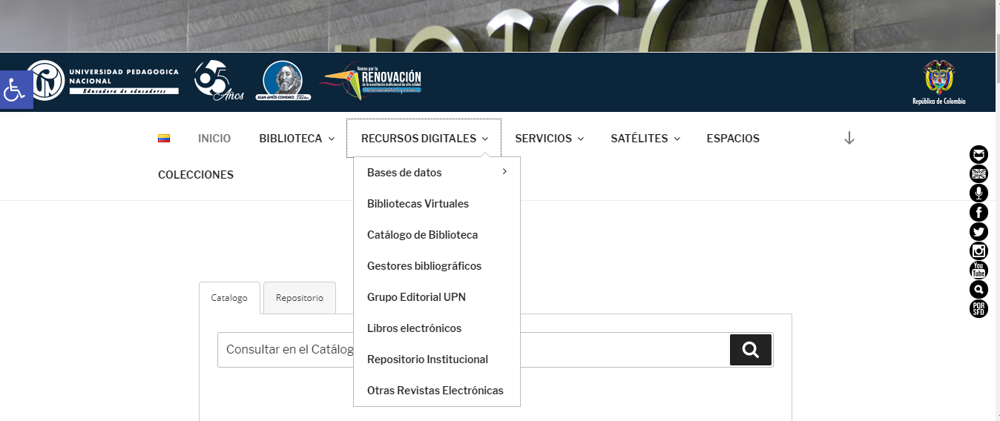 UNIVERSIDAD PEDAGOGICA
NACIONAL
Educadora de educadores
65 Años
JUAN AMÓS COMENIO
Vamos por la
RENOVACIÓN
de la acreditación institucional de alta calidad
República de Colombia
INICIO
BIBLIOTECA
RECURSOS DIGITALES
SERVICIOS
SATÉLITES
ESPACIOS
COLECCIONES
Bases de datos
Bibliotecas Virtuales
Catálogo de Biblioteca
Gestores bibliográficos
Grupo Editorial UPN
Libros electrónicos
Repositorio Institucional
Otras Revistas Electrónicas
Catalogo
Repositorio
Consultar en el Catálog
You
Tube
PQR
SFD